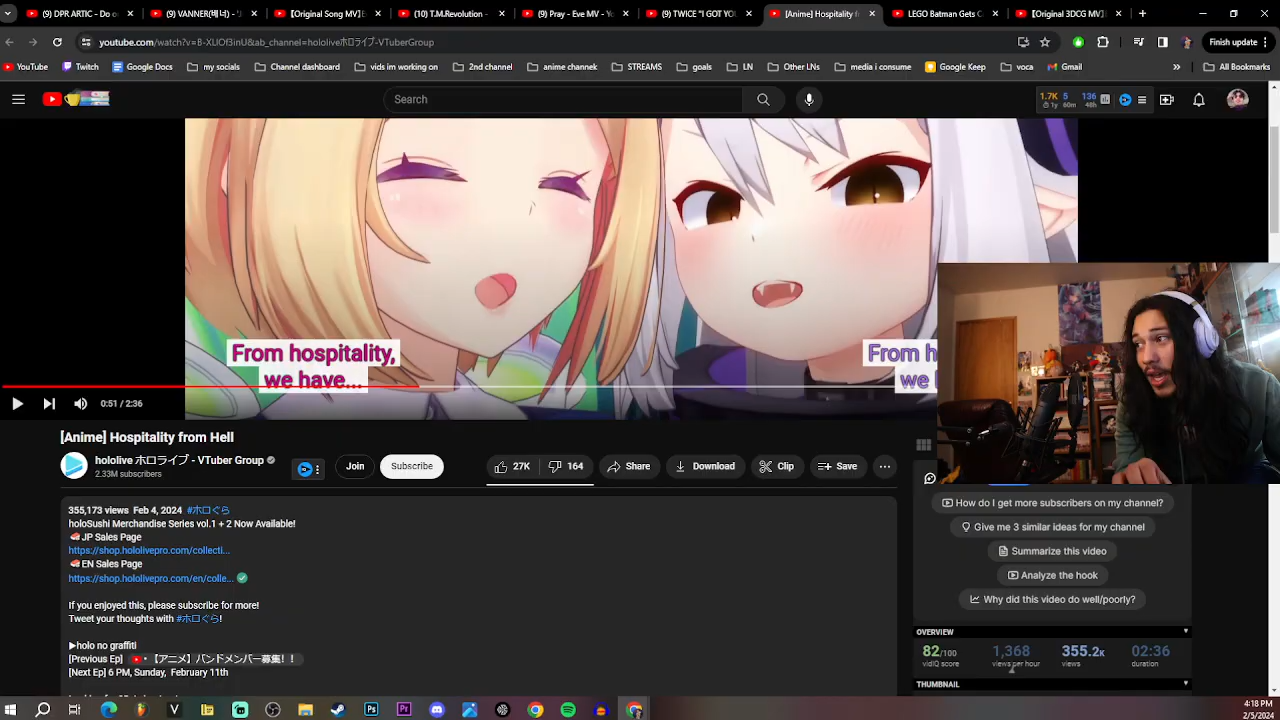 (9) DPR ARTIC - Do
(9) VANNER(배너) - '
【Original Song MV】
(10) T.M.Revolution -
(9) Pray - Eve MV - Yo
(9) TWICE "I GOT YO
[Anime] Hospitality f
LEGO Batman Gets C
【Original 3DCG MV】
youtube.com/watch?v=B-XLlOf3inU&ab_channel=hololiveホロライブ-VTuberGroup
Finish update
YouTube
Twitch
Google Docs
my socials
Channel dashboard
vids im working on
2nd chan
anime channel
STREAMS
goals
LN
Other LNs
media i consume
Google Keep
voca
Gmail
»
All Bookmarks
Search
1.7K 5 136
1y 60m 48h
From hospitality,
we have...
From h
we
0:51 / 2:36
[Anime] Hospitality from Hell
hololive ホロライブ - VTuber Group
2.33M subscribers
Join
Subscribe
27K
164
Share
Download
Clip
Save
355,173 views Feb 4, 2024 #ホロぐら
holoSushi Merchandise Series vol.1 + 2 Now Available!
🍣JP Sales Page
https://shop.hololivepro.com/collecti...
🍣EN Sales Page
https://shop.hololivepro.com/en/colle...
If you enjoyed this, please subscribe for more!
Tweet your thoughts with #ホロぐら!
▶holo no graffiti
[Previous Ep] • 【アニメ】バンドメンバー募集！！
[Next Ep] 6 PM, Sunday, February 11th
How do I get more subscribers on my channel?
Give me 3 similar ideas for my channel
Summarize this video
Analyze the hook
Why did this video do well/poorly?
OVERVIEW
82/100
vidIQ score
1,368
views per hour
355.2K
views
02:36
duration
THUMBNAIL
4:18 PM
2/5/2024